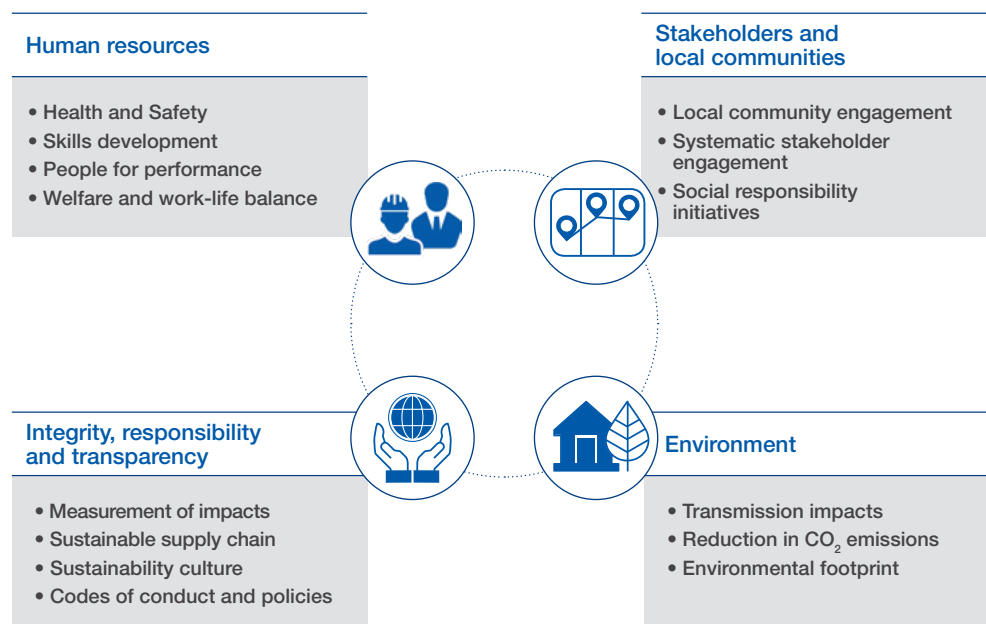 Human resources
• Health and Safety
• Skills development
• People for performance
• Welfare and work-life balance
Stakeholders and
local communities
• Local community engagement
• Systematic stakeholder
engagement
• Social responsibility
initiatives
Integrity, responsibility
and transparency
• Measurement of impacts
• Sustainable supply chain
• Sustainability culture
• Codes of conduct and policies
Environment
• Transmission impacts
• Reduction in CO₂ emissions
• Environmental footprint